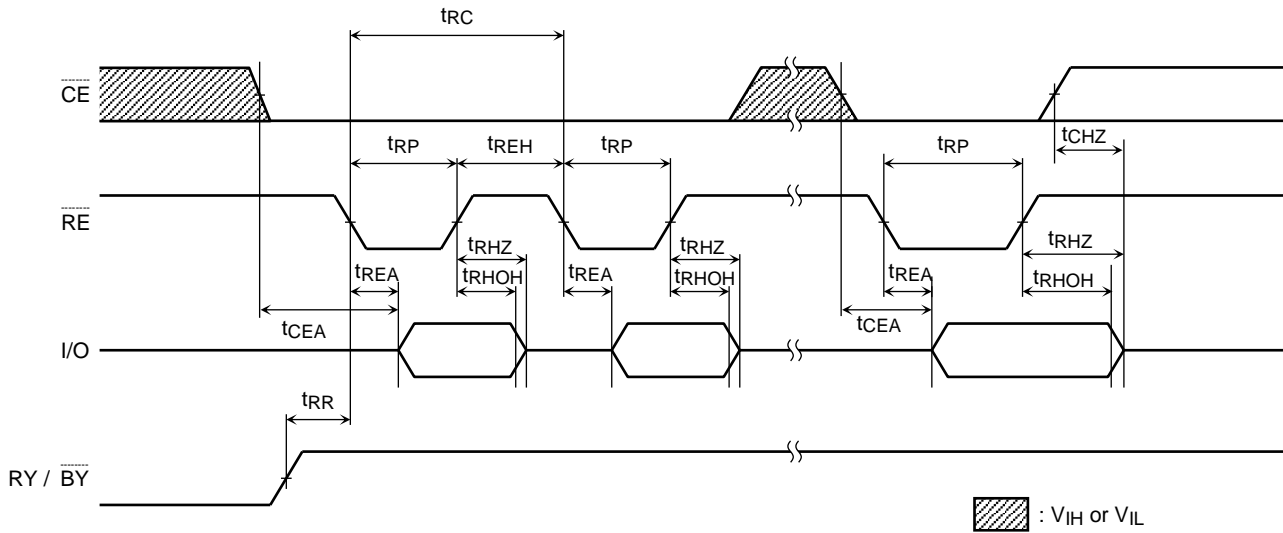 tRC
CE
tRP tREH tRP tRP tCHZ
RE
tRHZ tRHZ tRHZ
tREA tRHOH tREA tRHOH tREA tRHOH
tCEA tCEA
I/O
tRR
RY / BY
: VIH or VIL